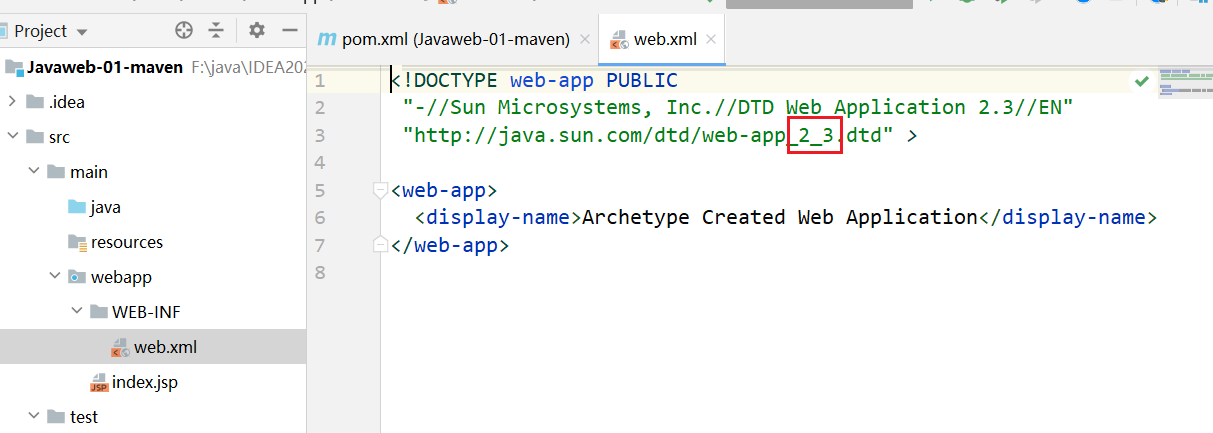 Project
Javaweb-01-maven F:\java\IDEA202
.idea
src
main
java
resources
webapp
WEB-INF
web.xml
index.jsp
test
pom.xml (Javaweb-01-maven)
web.xml
1 <!DOCTYPE web-app PUBLIC
2 "-//Sun Microsystems, Inc.//DTD Web Application 2.3//EN"
3 "http://java.sun.com/dtd/web-app_2_3.dtd" >
4
5 <web-app>
6 <display-name>Archetype Created Web Application</display-name>
7 </web-app>
8